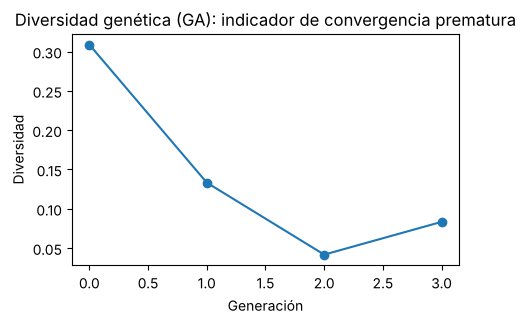 Diversidad genética (GA): indicador de convergencia prematura
0.30
0.25
0.20
0.15
0.10
0.05
Diversidad
0.0 0.5 1.0 1.5 2.0 2.5 3.0
Generación